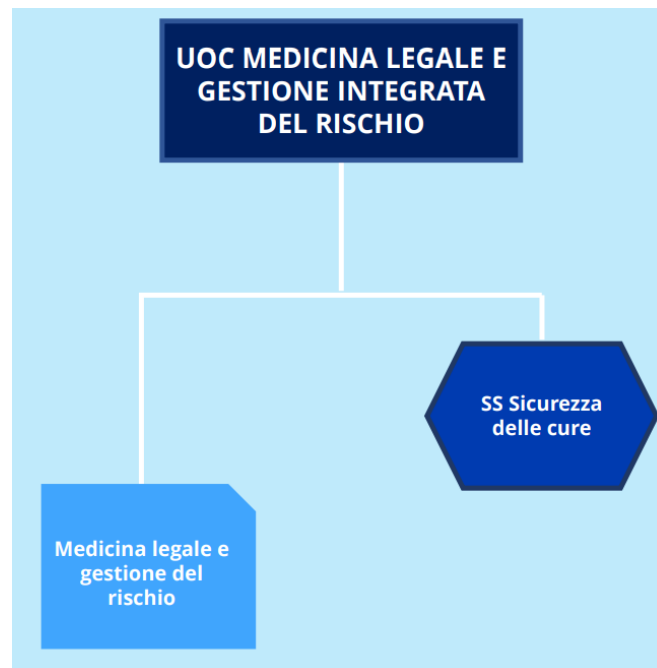 UOC MEDICINA LEGALE E
GESTIONE INTEGRATA
DEL RISCHIO
SS Sicurezza
delle cure
Medicina legale e
gestione del
rischio